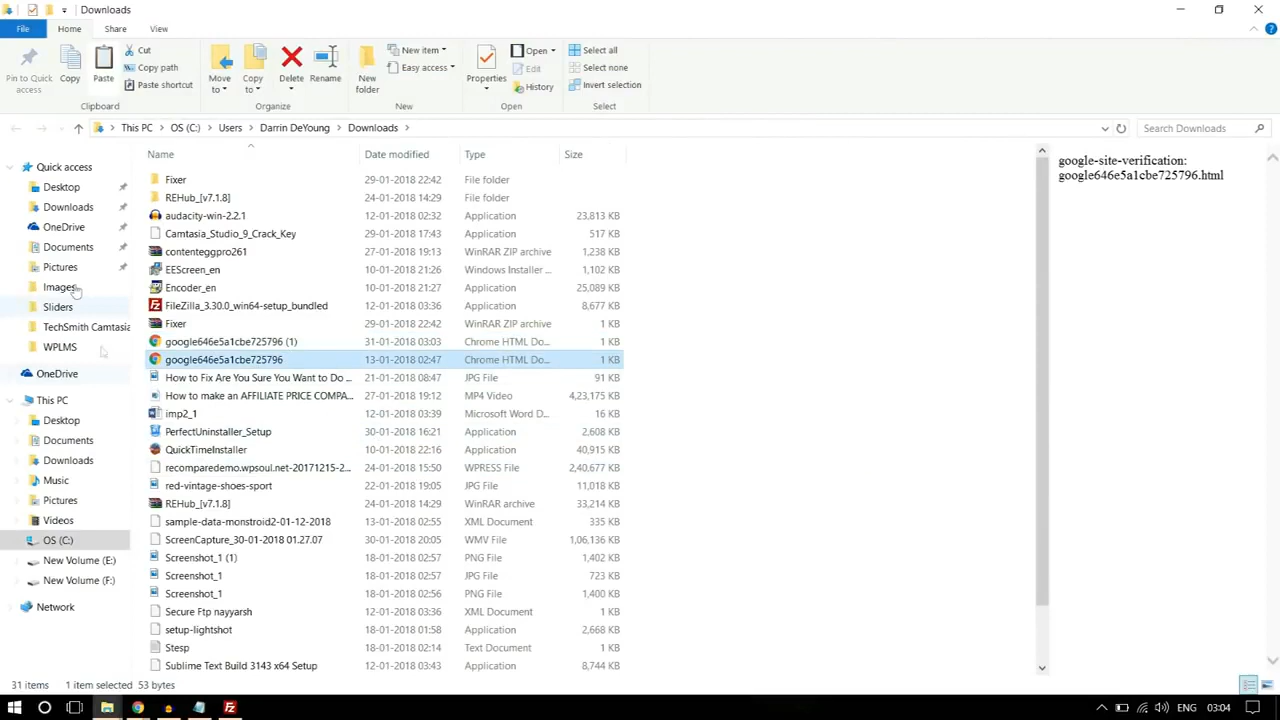 Downloads
File
Home
Share
View
Pin to Quick access
Copy
Paste
Cut
Copy path
Paste shortcut
Clipboard
Move to
Copy to
Delete
Rename
Organize
New folder
New item
Easy access
New
Properties
Open
Edit
History
Open
Select all
Select none
Invert selection
Select
This PC > OS (C:) > Users > Darrin DeYoung > Downloads >
Search Downloads
Quick access
Desktop
Downloads
OneDrive
Documents
Pictures
Images
Sliders
TechSmith Camtasia
WPLMS
OneDrive
This PC
Desktop
Documents
Downloads
Music
Pictures
Videos
OS (C:)
New Volume (E:)
New Volume (F:)
Network
Name Date modified Type Size
Fixer 29-01-2018 22:42 File folder
REHub_[v7.1.8] 24-01-2018 14:29 File folder
audacity-win-2.2.1 12-01-2018 02:32 Application 23,813 KB
Camtasia_Studio_9_Crack_Key 29-01-2018 17:43 Application 517 KB
contenteggpro261 27-01-2018 19:13 WinRAR ZIP archive 1,238 KB
EEScreen_en 10-01-2018 21:26 Windows Installer ... 1,102 KB
Encoder_en 10-01-2018 21:27 Application 25,089 KB
FileZilla_3.30.0_win64-setup_bundled 12-01-2018 03:36 Application 8,677 KB
Fixer 29-01-2018 22:42 WinRAR ZIP archive 1 KB
google646e5a1cbe725796 (1) 31-01-2018 03:03 Chrome HTML Do... 1 KB
google646e5a1cbe725796 13-01-2018 02:47 Chrome HTML Do... 1 KB
How to Fix Are You Sure You Want to Do ... 21-01-2018 08:47 JPG File 91 KB
How to make an AFFILIATE PRICE COMPA... 27-01-2018 19:12 MP4 Video 4,23,175 KB
imp2_1 12-01-2018 03:39 Microsoft Word D... 16 KB
PerfectUninstaller_Setup 30-01-2018 16:21 Application 2,608 KB
QuickTimeInstaller 10-01-2018 22:16 Application 40,915 KB
recomparedemo.wpsoul.net-20171215-2... 24-01-2018 15:50 WPRESS File 2,40,677 KB
red-vintage-shoes-sport 22-01-2018 19:05 JPG File 11,018 KB
REHub_[v7.1.8] 24-01-2018 14:29 WinRAR archive 33,214 KB
sample-data-monstroid2-01-12-2018 13-01-2018 02:55 XML Document 335 KB
ScreenCapture_30-01-2018 01.27.07 30-01-2018 20:05 WMV File 1,06,136 KB
Screenshot_1 (1) 18-01-2018 02:57 PNG File 1,402 KB
Screenshot_1 18-01-2018 02:57 JPG File 723 KB
Screenshot_1 18-01-2018 02:56 PNG File 1,400 KB
Secure Ftp nayyarsh 12-01-2018 03:36 XML Document 1 KB
setup-lightshot 18-01-2018 01:58 Application 2,668 KB
Stesp 18-01-2018 02:14 Text Document 1 KB
Sublime Text Build 3143 x64 Setup 12-01-2018 03:43 Application 8,744 KB
google-site-verification:
google646e5a1cbe725796.html
31 items 1 item selected 53 bytes
ENG 03:04